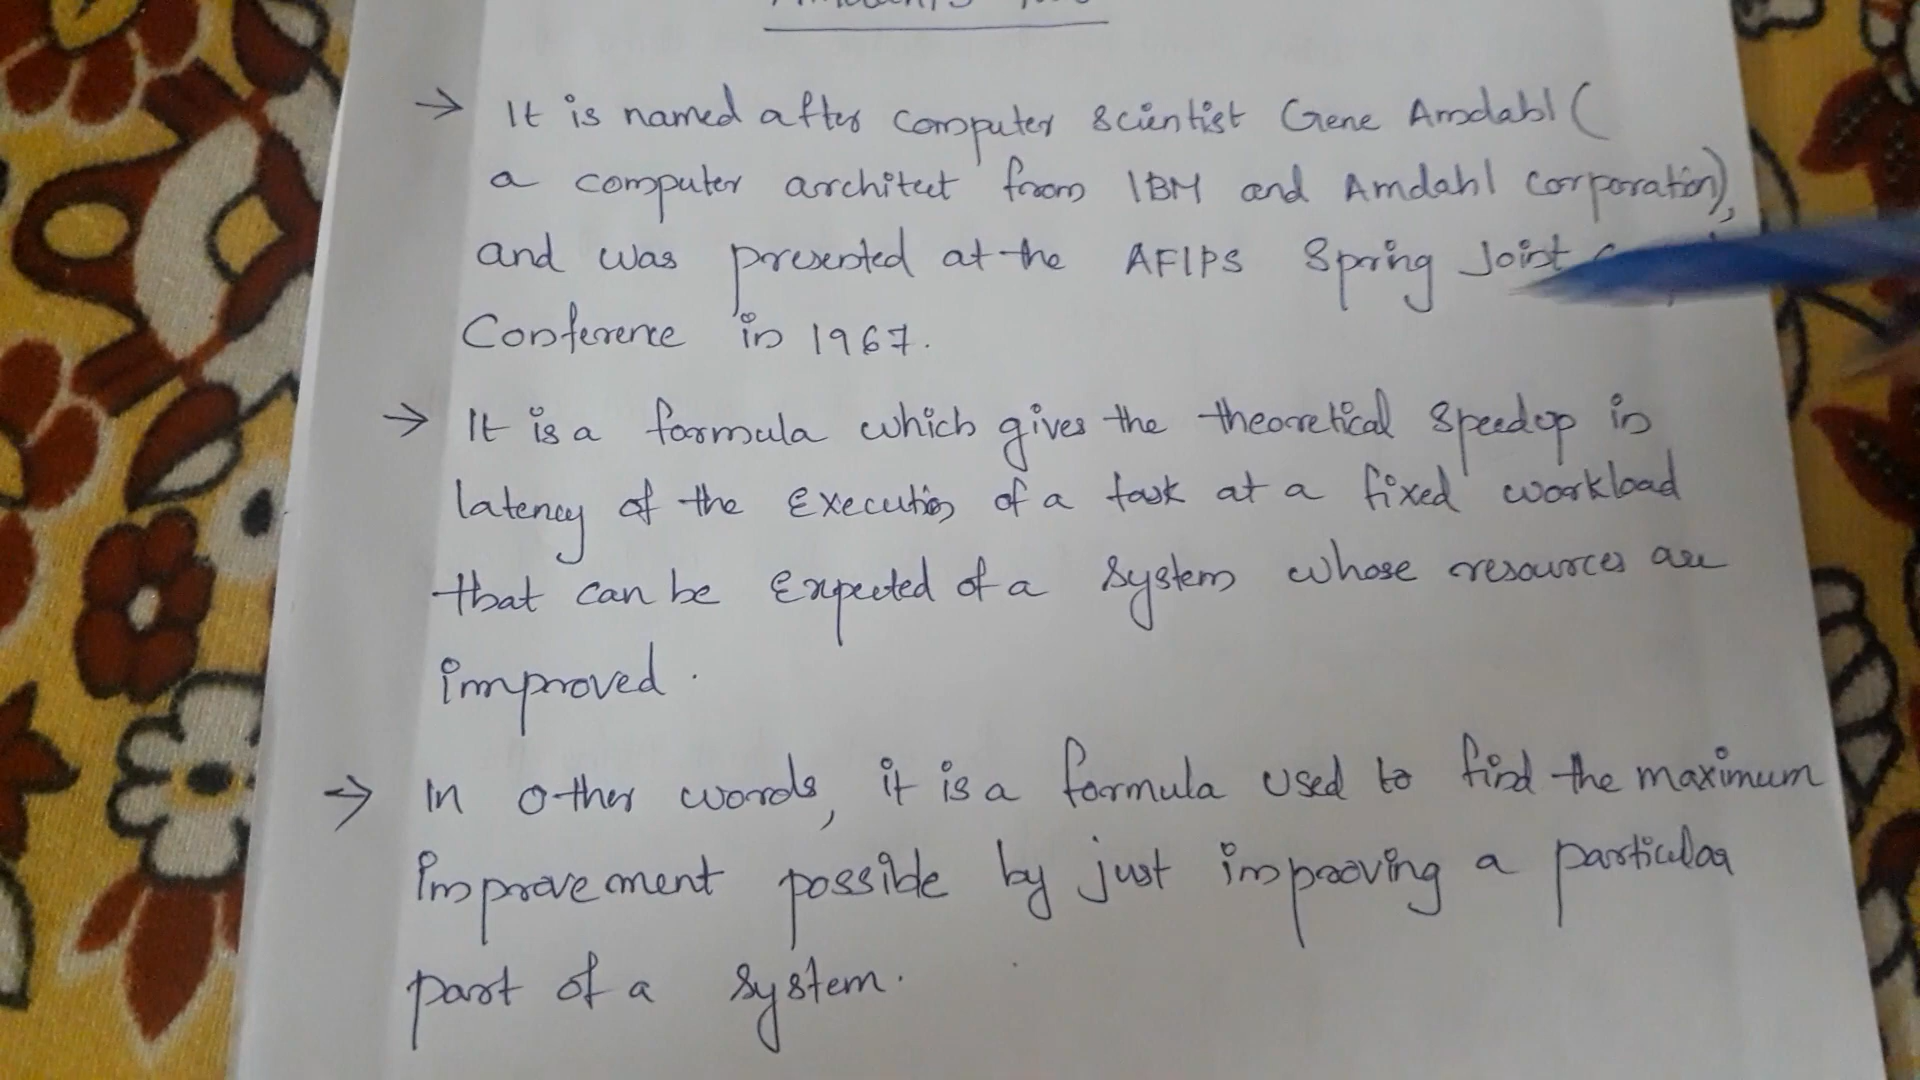 → It is named after computer scientist Gene Amdahl (
a computer architect from IBM and Amdahl corporation),
and was presented at the AFIPS Spring Joint
Conference in 1967.
→ It is a formula which gives the theoretical speedup in
latency of the Execution of a task at a fixed workload
that can be Expected of a system whose resources are
improved.
→ In other words, it is a formula used to find the maximum
Improvement possible by just improving a particular
part of a system.